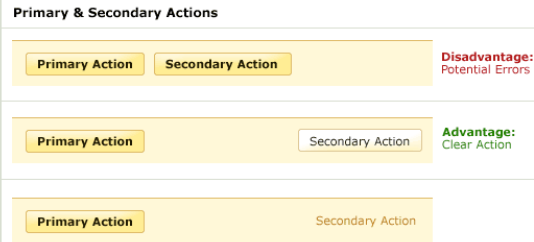 Primary & Secondary Actions
Primary Action Secondary Action Disadvantage:
Potential Errors
Primary Action Secondary Action Advantage:
Clear Action
Primary Action Secondary Action